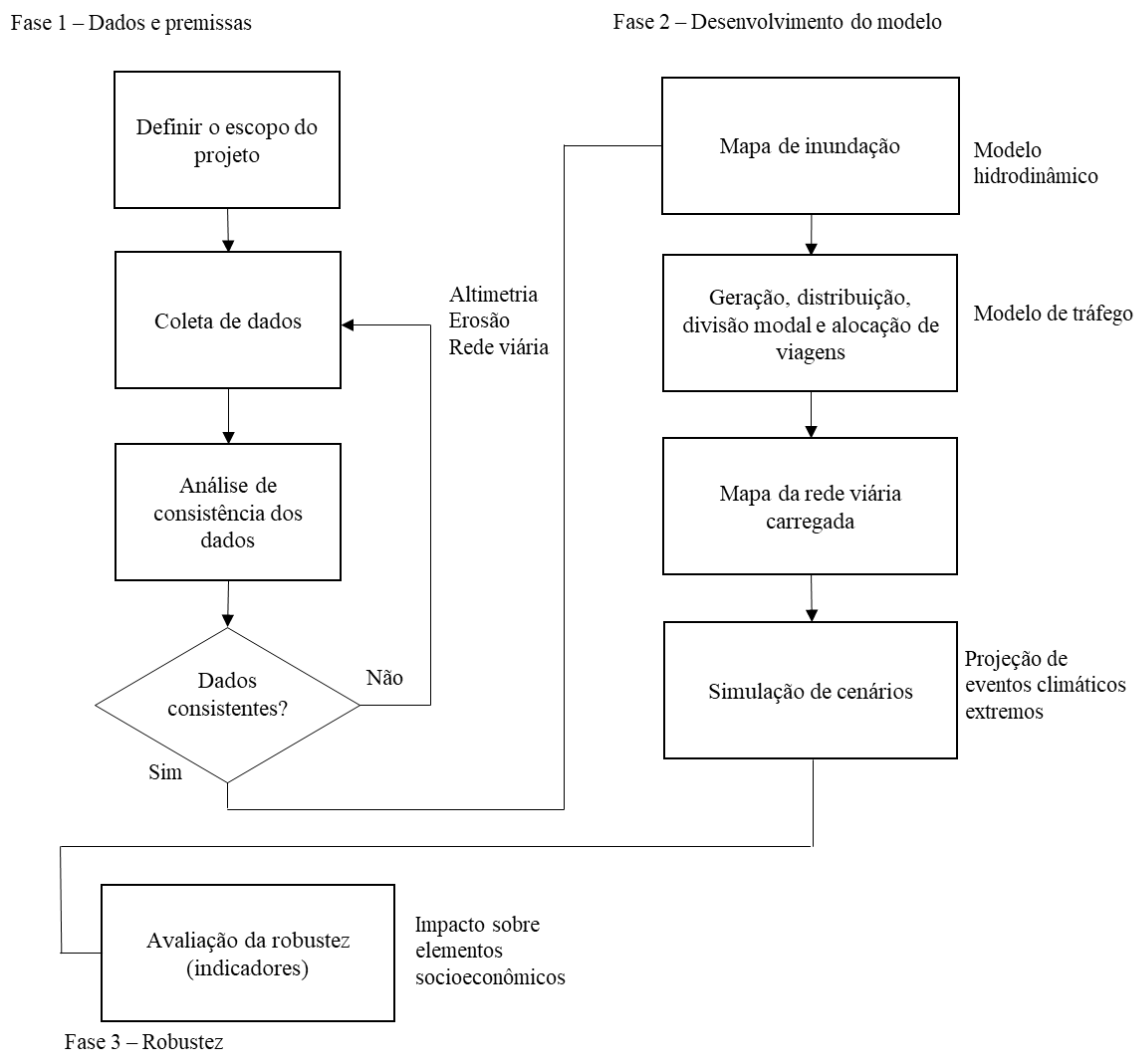 Fase 1 – Dados e premissas
Definir o escopo do
projeto
Coleta de dados
Altimetria
Erosão
Rede viária
Análise de
consistência dos
dados
Dados
consistentes?
Não
Sim
Fase 2 – Desenvolvimento do modelo
Mapa de inundação
Modelo
hidrodinâmico
Geração, distribuição,
divisão modal e alocação de
viagens
Modelo de tráfego
Mapa da rede viária
carregada
Simulação de cenários
Projeção de
eventos climáticos
extremos
Avaliação da robustez
(indicadores)
Impacto sobre
elementos
socioeconômicos
Fase 3 – Robustez